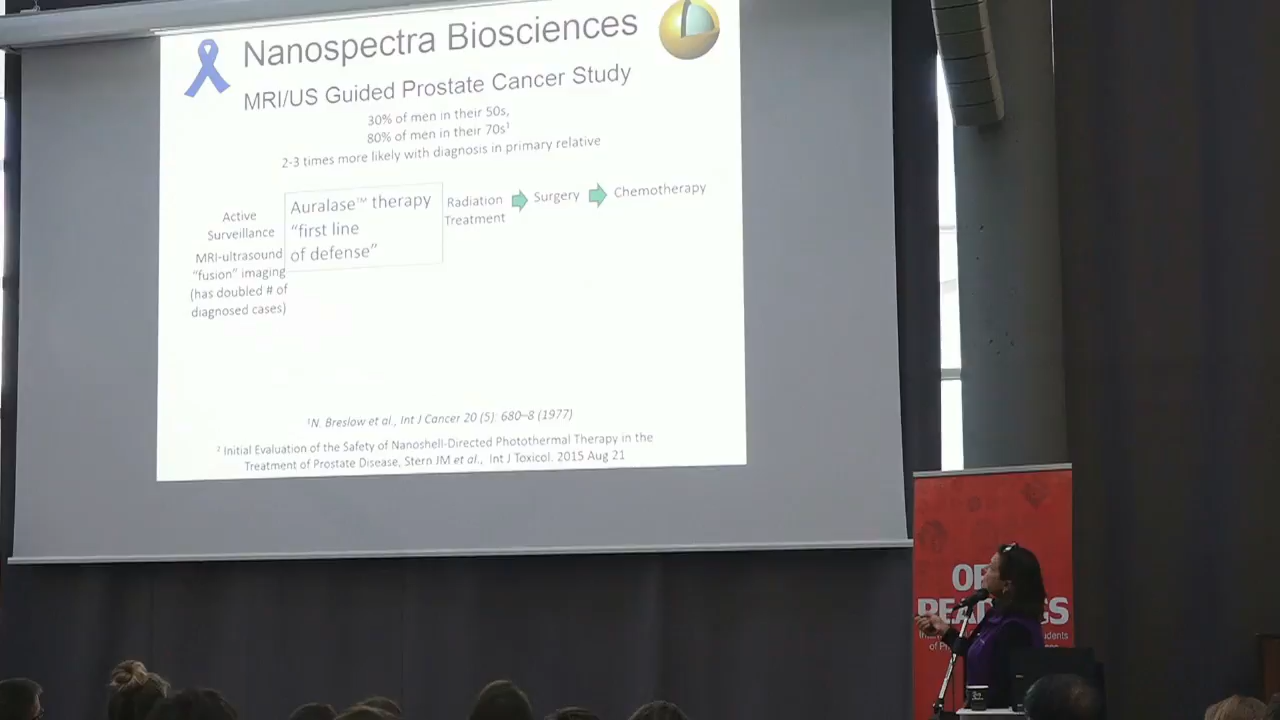 Nanospectra Biosciences
MRI/US Guided Prostate Cancer Study
30% of men in their 50s,
80% of men in their 70s¹
2-3 times more likely with diagnosis in primary relative
Active
Surveillance
MRI-ultrasound
"fusion" imaging
(has doubled # of
diagnosed cases)
Auralase™ therapy
"first line
of defense"
Radiation
Treatment
Surgery
Chemotherapy
¹N. Breslow et al., Int J Cancer 20 (5): 680–8 (1977)
² Initial Evaluation of the Safety of Nanoshell-Directed Photothermal Therapy in the
Treatment of Prostate Disease, Stern JM et al., Int J Toxicol. 2015 Aug 21